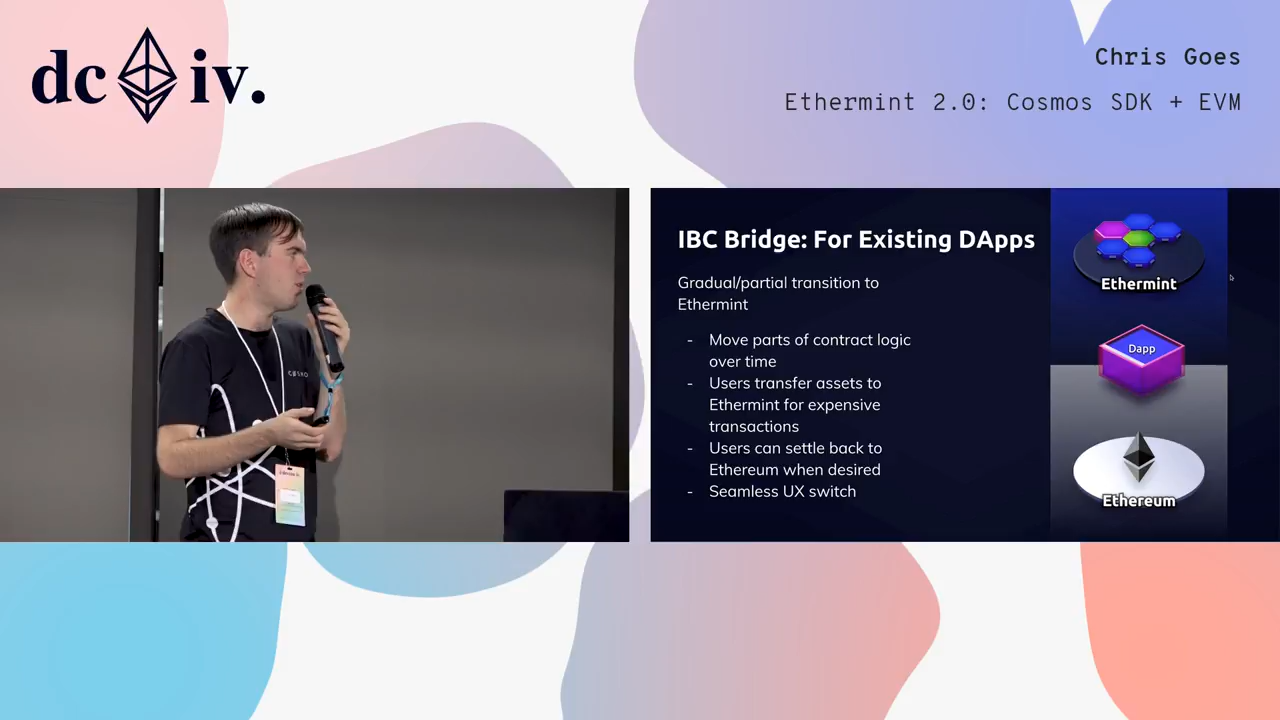 dc iv.
Chris Goes
Ethermint 2.0: Cosmos SDK + EVM
IBC Bridge: For Existing DApps
Gradual/partial transition to
Ethermint
- Move parts of contract logic
over time
- Users transfer assets to
Ethermint for expensive
transactions
- Users can settle back to
Ethereum when desired
- Seamless UX switch
Ethermint
Dapp
Ethereum